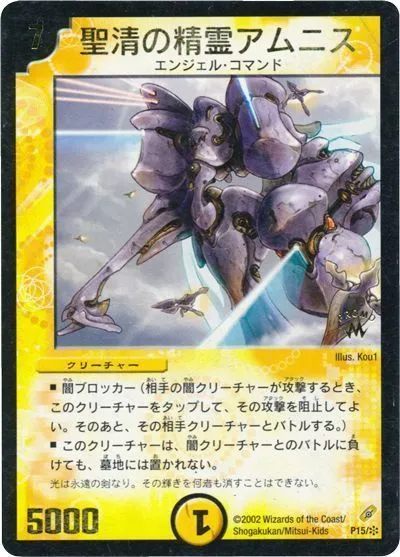 7
聖清の精霊アムニス
エンジェル・コマンド
PROMO
Illus. Kou1
クリーチャー
■ 闇ブロッカー(相手の闇クリーチャーが攻撃するとき、
このクリーチャーをタップして、その攻撃を阻止してよ
い。そのあと、その相手クリーチャーとバトルする。)
■ このクリーチャーは、闇クリーチャーとのバトルに負
けても、墓地には置かれない。
光は永遠の剣なり。その輝きを何者も消すことはできない。
5000
1
©2002 Wizards of the Coast/
Shogakukan/Mitsui-Kids
P15/